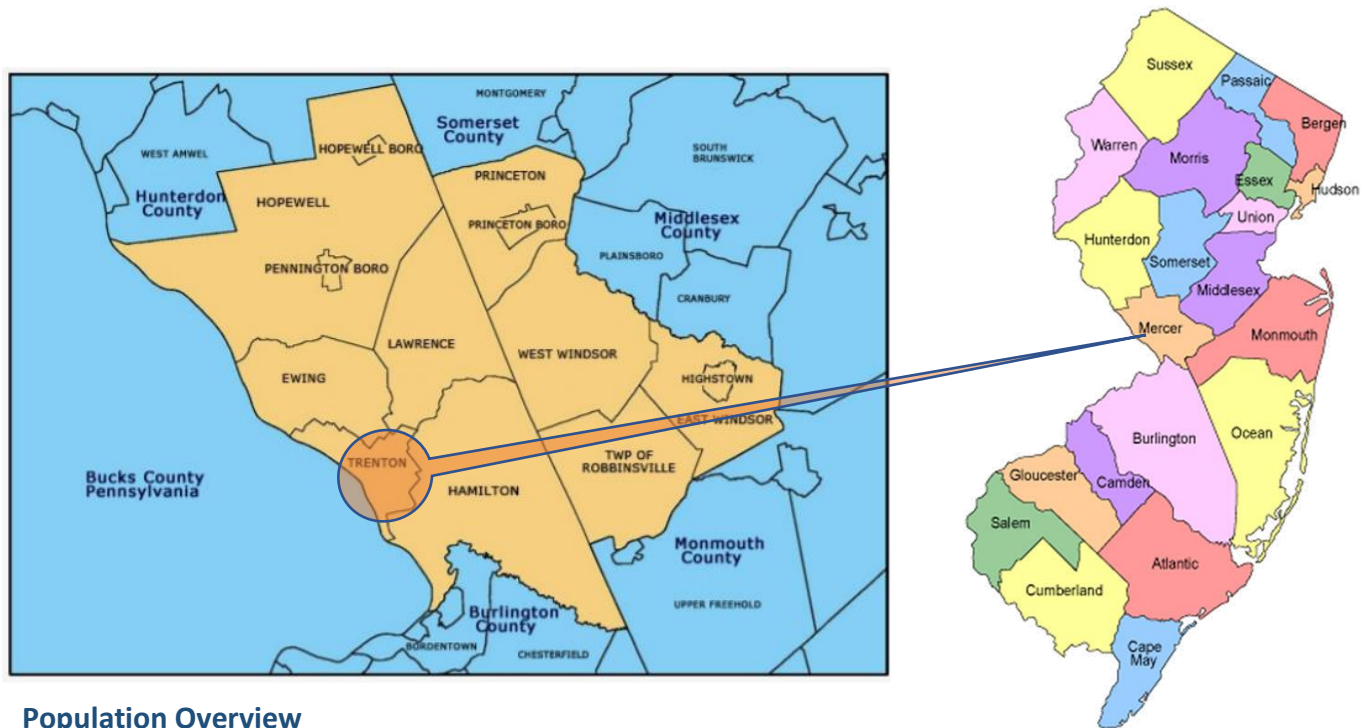 MONTGOMERY
Somerset
County
HOPEWELL BORO
WEST AMWEL
SOUTH
BRUNSWICK
PRINCETON
Hunterdon
County
HOPEWELL
PRINCETON BORO
Middlesex
County
PLAINSBORO
PENNINGTON BORO
CRANBURY
LAWRENCE
WEST WINDSOR
EWING
HIGHSTOWN
EAST WINDSOR
TRENTON
TWP OF
ROBBINSVILLE
Bucks County
Pennsylvania
HAMILTON
Monmouth
County
UPPER FREEHOLD
Burlington
County
BORDENTOWN
CHESTERFIELD
Sussex
Passaic
Bergen
Warren
Morris
Essex
Hudson
Union
Hunterdon
Somerset
Middlesex
Mercer
Monmouth
Burlington
Ocean
Gloucester
Camden
Salem
Atlantic
Cumberland
Cape
May
Population Overview